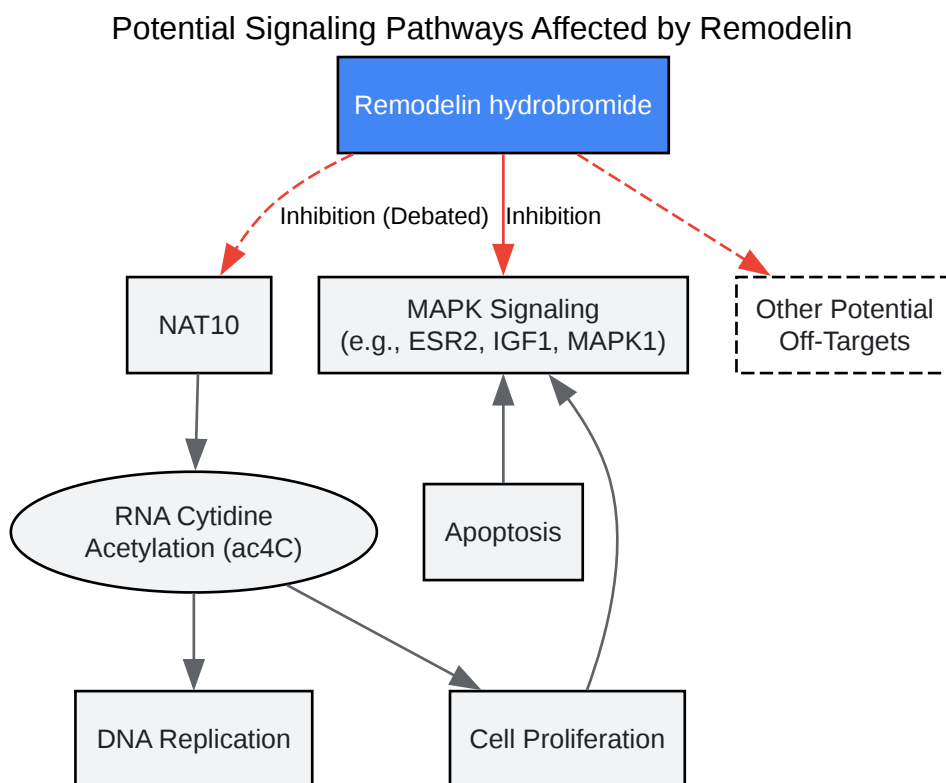 Potential Signaling Pathways Affected by Remodelin
Remodelin hydrobromide
Inhibition (Debated)
Inhibition
NAT10
MAPK Signaling
(e.g., ESR2, IGF1, MAPK1)
Other Potential
Off-Targets
RNA Cytidine
Acetylation (ac4C)
Apoptosis
DNA Replication
Cell Proliferation